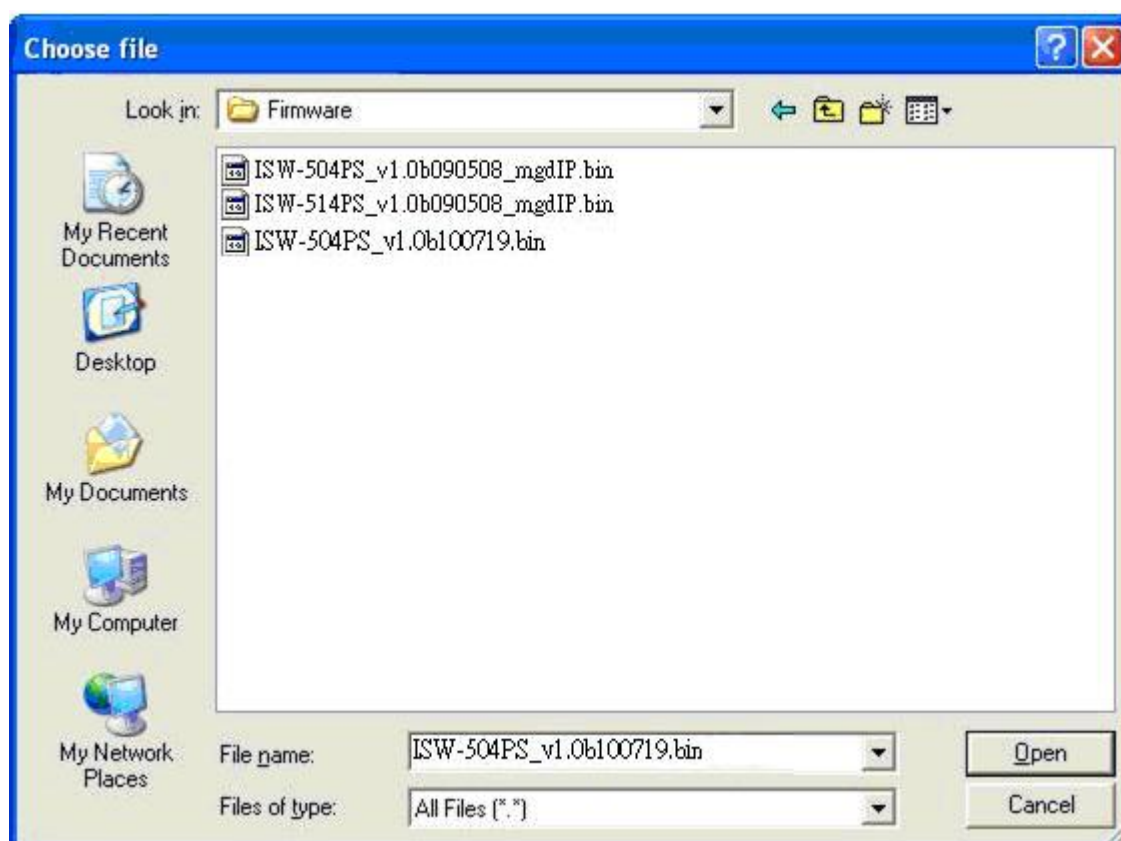 Choose file
Look in:
Firmware
My Recent
Documents
Desktop
My Documents
My Computer
My Network
Places
ISW-504PS_v1.0b090508_mgdIP.bin
ISW-514PS_v1.0b090508_mgdIP.bin
ISW-504PS_v1.0b100719.bin
File name:
ISW-504PS_v1.0b100719.bin
Open
Files of type:
All Files (*.*)
Cancel